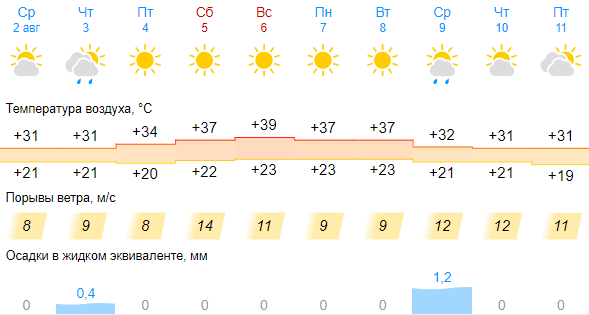 Ср Чт Пт Сб Вс Пн Вт Ср Чт Пт
2 авг 3 4 5 6 7 8 9 10 11
Температура воздуха, °C
+31 +31 +34 +37 +39 +37 +37 +32 +31 +31
+21 +21 +20 +22 +23 +23 +23 +21 +21 +19
Порывы ветра, м/с
8 9 8 14 11 9 9 12 12 11
Осадки в жидком эквиваленте, мм
0 0,4 0 0 0 0 0 1,2 0 0